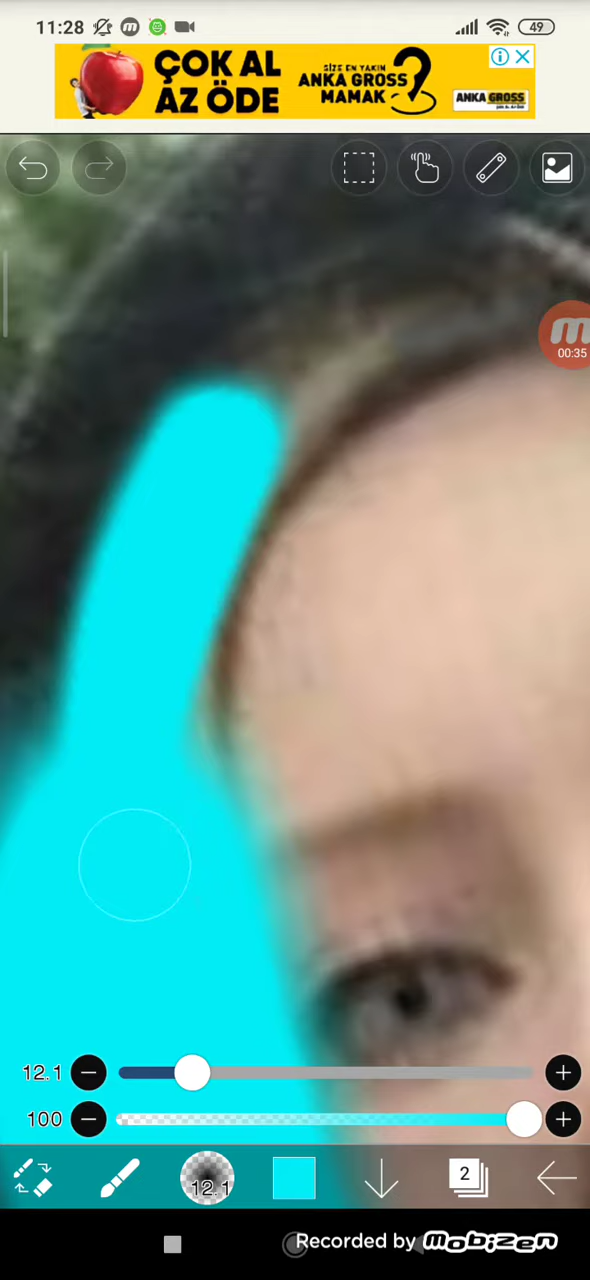 11:28
49
ÇOK AL
AZ ÖDE
SİZE EN YAKIN
ANKA GROSS
MAMAK
ANKA GROSS
00:35
12.1
100
12.1
2
Recorded by mobizen